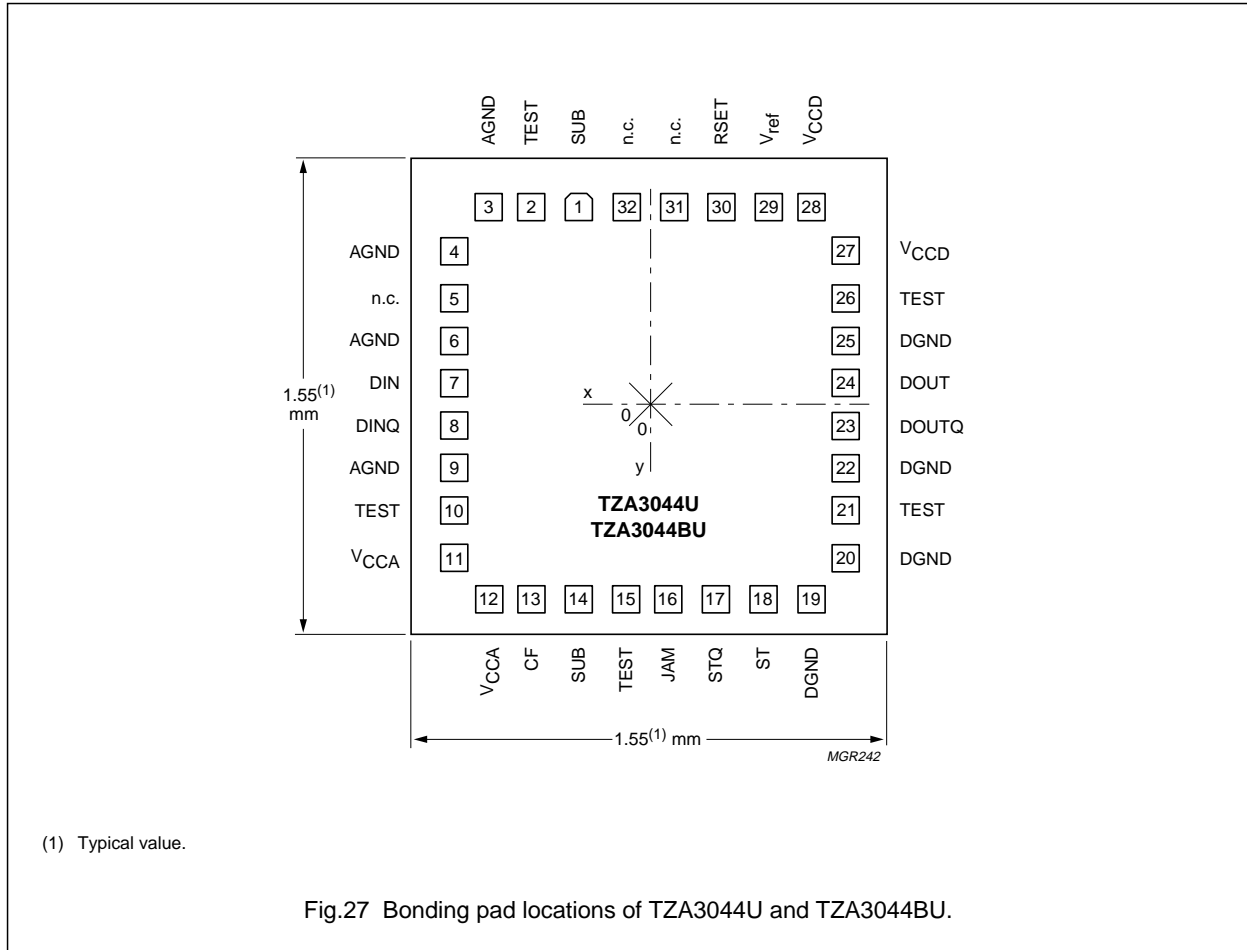 AGND TEST SUB n.c. n.c. RSET Vref VCCD
3 2 1 32 31 30 29 28
AGND 4 27 VCCD
n.c. 5 26 TEST
AGND 6 25 DGND
DIN 7 24 DOUT
1.55(1)
mm
x
0
0
y
DINQ 8 23 DOUTQ
AGND 9 22 DGND
TEST 10 21 TEST
TZA3044U
TZA3044BU
VCCA 11 20 DGND
12 13 14 15 16 17 18 19
VCCA CF SUB TEST JAM STQ ST DGND
1.55(1) mm
MGR242
(1) Typical value.
Fig.27 Bonding pad locations of TZA3044U and TZA3044BU.